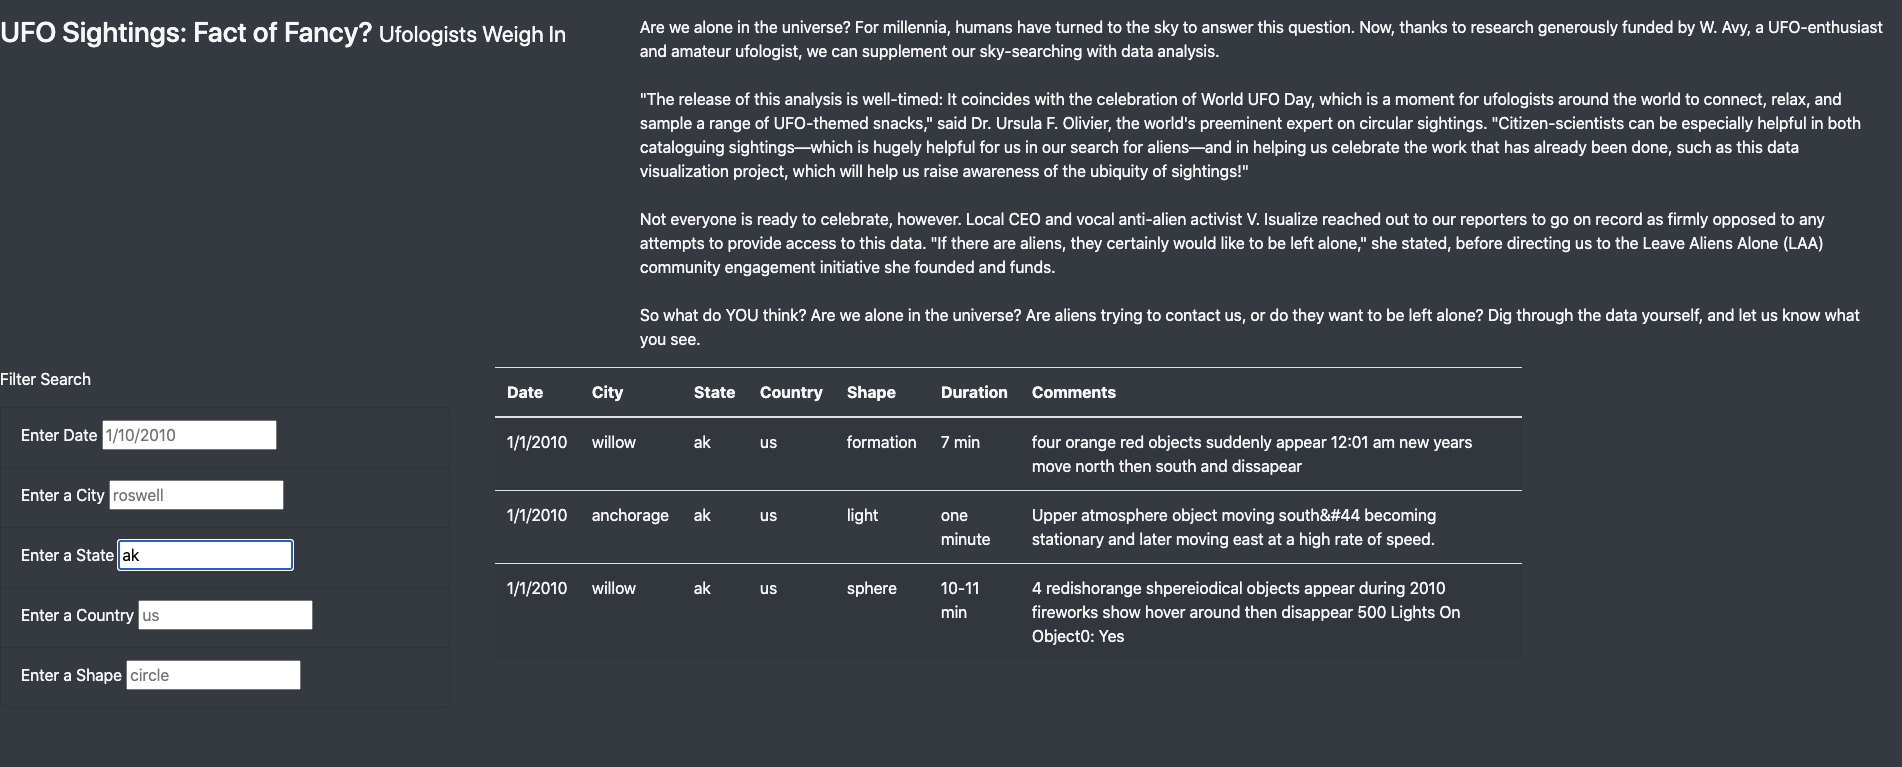 UFO Sightings: Fact of Fancy? Ufologists Weigh In
Are we alone in the universe? For millennia, humans have turned to the sky to answer this question. Now, thanks to research generously funded by W. Avy, a UFO-enthusiast
and amateur ufologist, we can supplement our sky-searching with data analysis.
"The release of this analysis is well-timed: It coincides with the celebration of World UFO Day, which is a moment for ufologists around the world to connect, relax, and
sample a range of UFO-themed snacks," said Dr. Ursula F. Olivier, the world's preeminent expert on circular sightings. "Citizen-scientists can be especially helpful in both
cataloguing sightings—which is hugely helpful for us in our search for aliens—and in helping us celebrate the work that has already been done, such as this data
visualization project, which will help us raise awareness of the ubiquity of sightings!"
Not everyone is ready to celebrate, however. Local CEO and vocal anti-alien activist V. Isualize reached out to our reporters to go on record as firmly opposed to any
attempts to provide access to this data. "If there are aliens, they certainly would like to be left alone," she stated, before directing us to the Leave Aliens Alone (LAA)
community engagement initiative she founded and funds.
So what do YOU think? Are we alone in the universe? Are aliens trying to contact us, or do they want to be left alone? Dig through the data yourself, and let us know what
you see.
Filter Search
Enter Date 1/10/2010
Enter a City roswell
Enter a State ak
Enter a Country us
Enter a Shape circle
Date City State Country Shape Duration Comments
1/1/2010 willow ak us formation 7 min four orange red objects suddenly appear 12:01 am new years
move north then south and dissapear
1/1/2010 anchorage ak us light one Upper atmosphere object moving south&#44 becoming
minute stationary and later moving east at a high rate of speed.
1/1/2010 willow ak us sphere 10-11 4 redishorange shpereiodical objects appear during 2010
min fireworks show hover around then disappear 500 Lights On
Object0: Yes